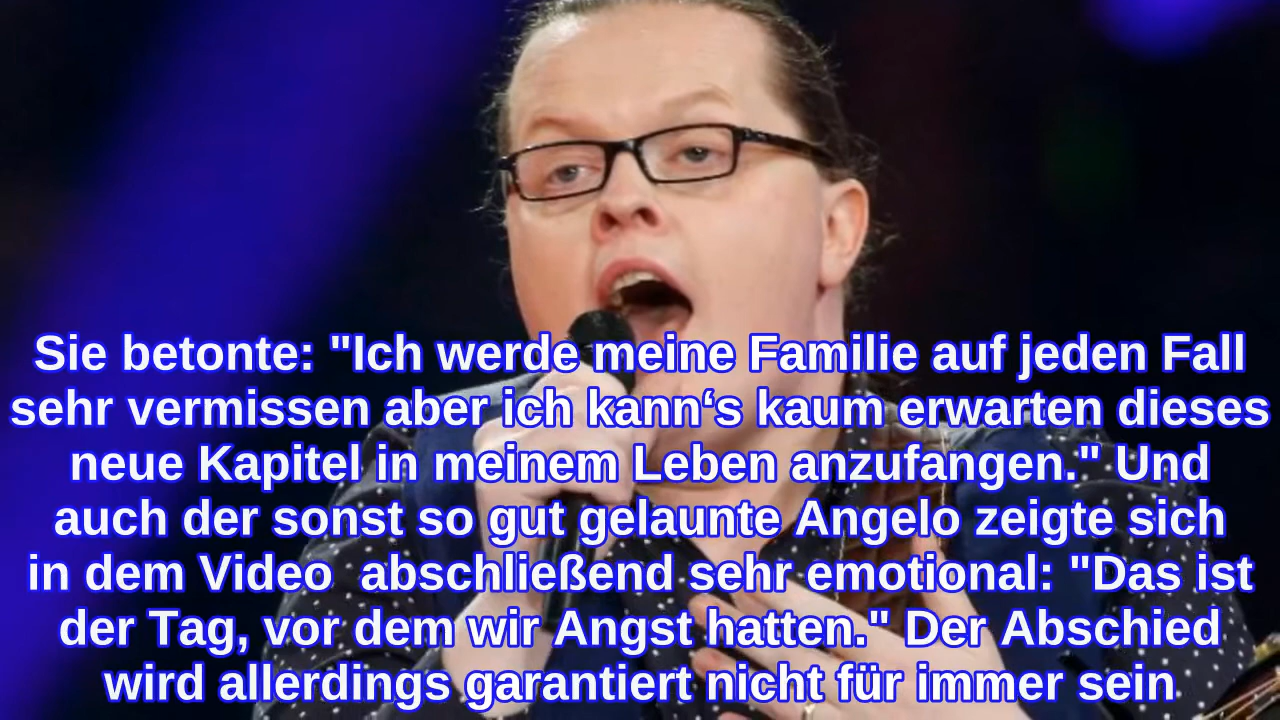 Sie betonte: "Ich werde meine Familie auf jeden Fall
sehr vermissen aber ich kann‘s kaum erwarten dieses
neue Kapitel in meinem Leben anzufangen." Und
auch der sonst so gut gelaunte Angelo zeigte sich
in dem Video  abschließend sehr emotional: "Das ist
der Tag, vor dem wir Angst hatten." Der Abschied
wird allerdings garantiert nicht für immer sein